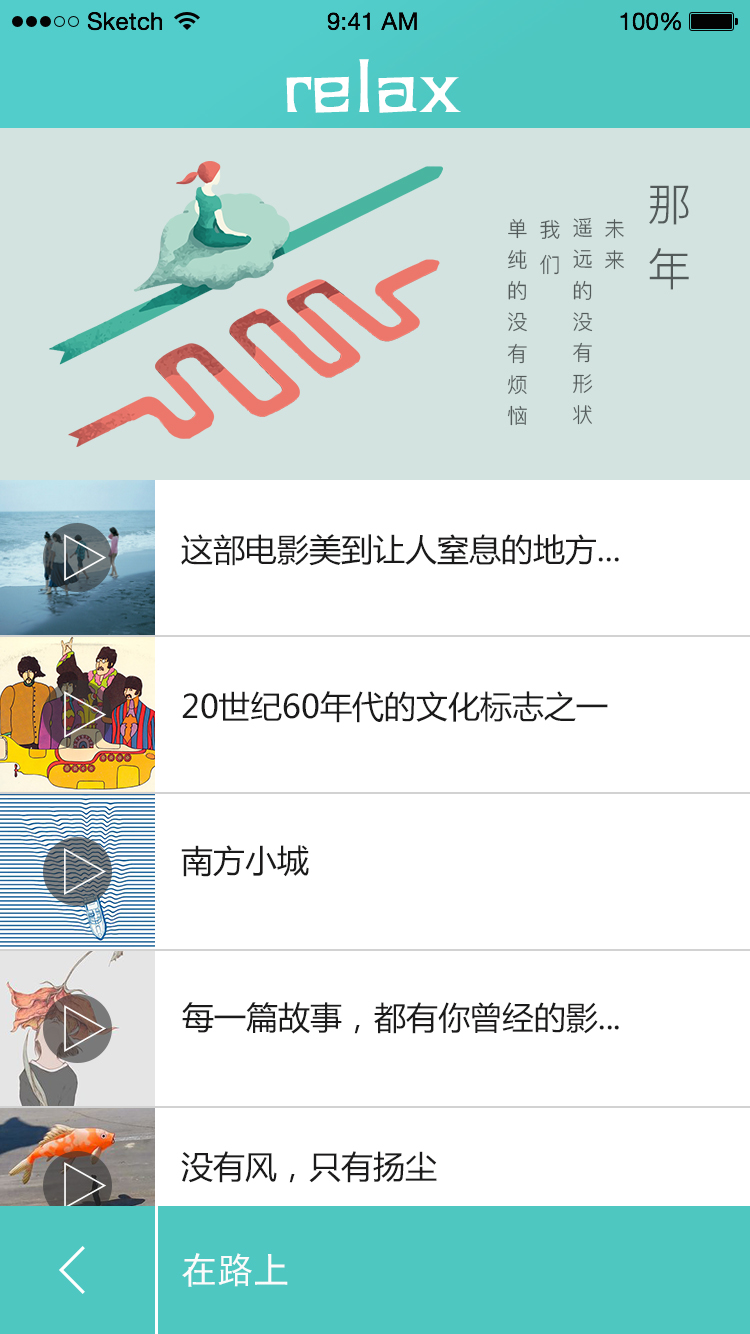 Sketch 9:41 AM 100%
relax
那年
未来
遥远的没有形状
我们
单纯的没有烦恼
这部电影美到让人窒息的地方...
20世纪60年代的文化标志之一
南方小城
每一篇故事，都有你曾经的影...
没有风，只有扬尘
在路上